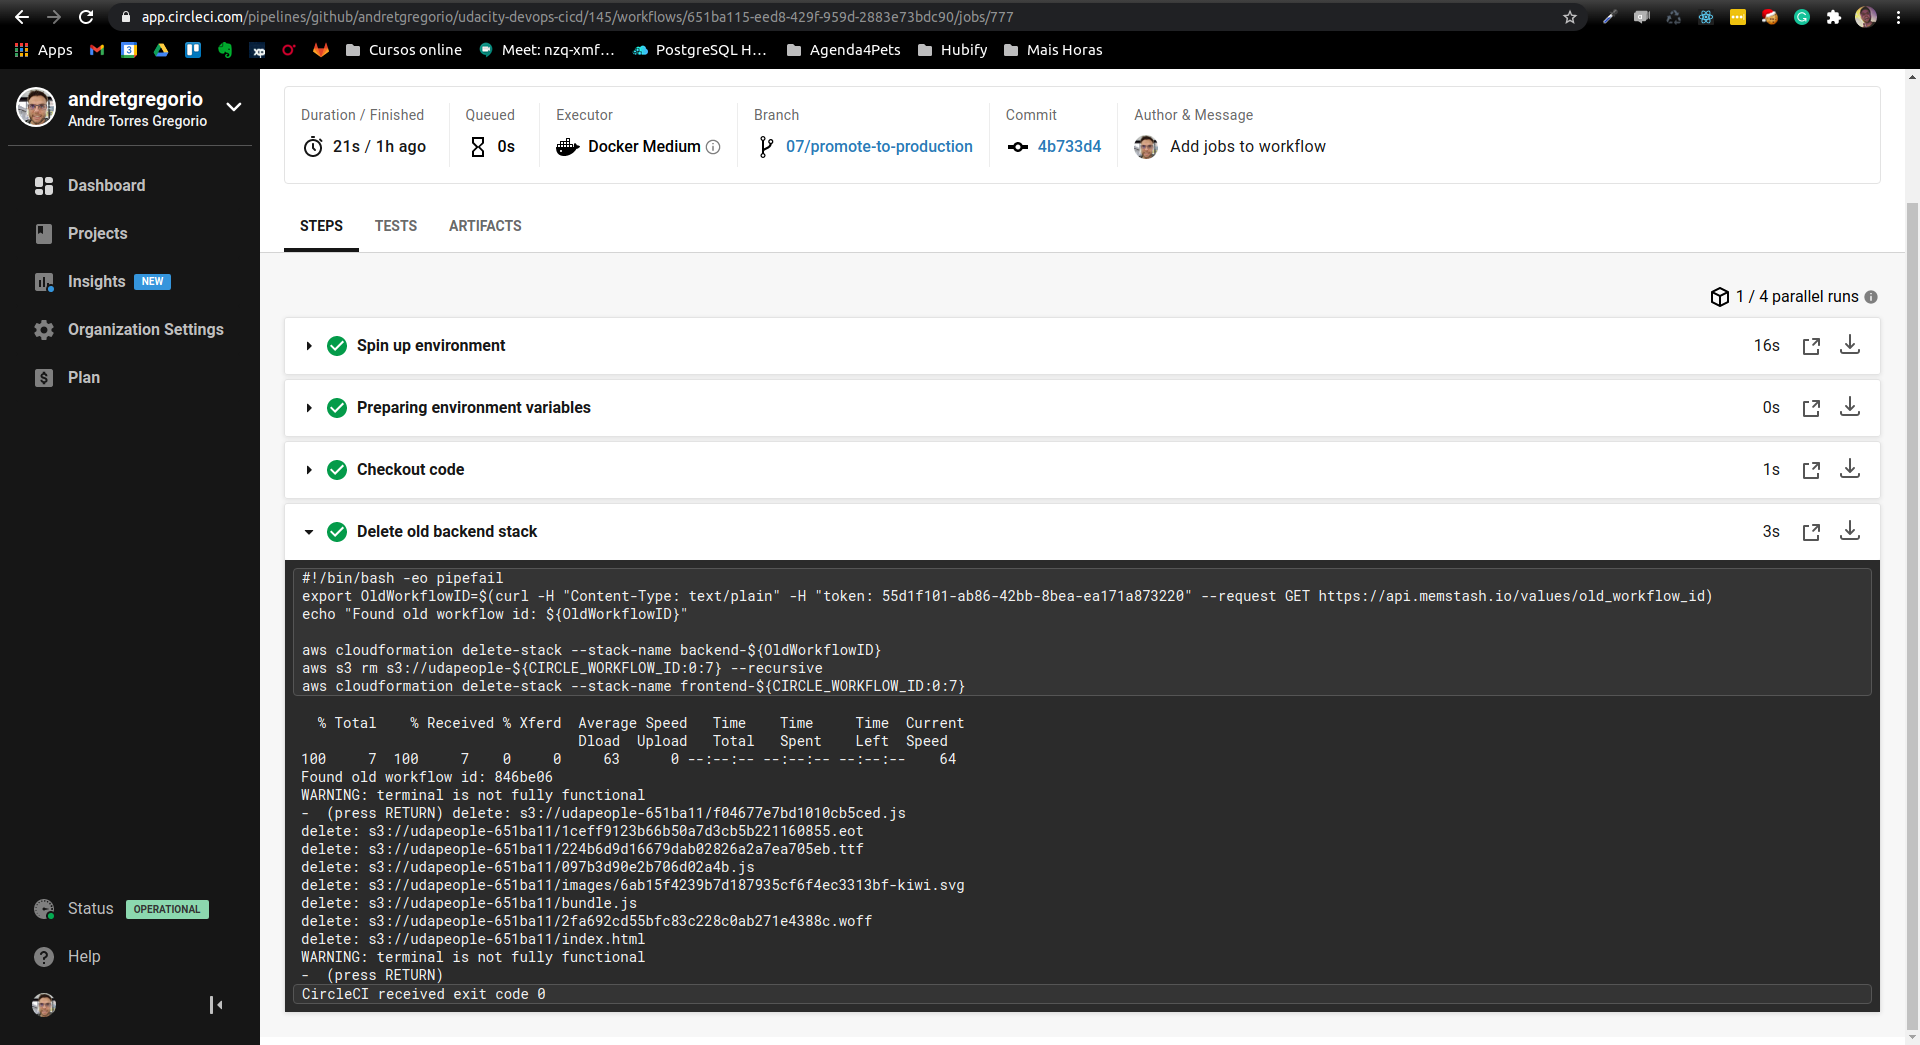 app.circleci.com/pipelines/github/andretgregorio/udacity-devops-cicd/145/workflows/651ba115-eed8-429f-959d-2883e73bdc90/jobs/777
Apps
Cursos online
Meet: nzq-xmf...
PostgreSQL H...
Agenda4Pets
Hubify
Mais Horas
andretgregorio
Andre Torres Gregorio
Dashboard
Projects
Insights NEW
Organization Settings
Plan
Status OPERATIONAL
Help
Duration / Finished
21s / 1h ago
Queued
0s
Executor
Docker Medium
Branch
07/promote-to-production
Commit
4b733d4
Author & Message
Add jobs to workflow
STEPS TESTS ARTIFACTS
1 / 4 parallel runs
Spin up environment 16s
Preparing environment variables 0s
Checkout code 1s
Delete old backend stack 3s
#!/bin/bash -eo pipefail
export OldWorkflowID=$(curl -H "Content-Type: text/plain" -H "token: 55d1f101-ab86-42bb-8bea-ea171a873220" --request GET https://api.memstash.io/values/old_workflow_id)
echo "Found old workflow id: ${OldWorkflowID}"
aws cloudformation delete-stack --stack-name backend-${OldWorkflowID}
aws s3 rm s3://udapeople-${CIRCLE_WORKFLOW_ID:0:7} --recursive
aws cloudformation delete-stack --stack-name frontend-${CIRCLE_WORKFLOW_ID:0:7}
% Total % Received % Xferd Average Speed Time Time Time Current
Dload Upload Total Spent Left Speed
100 7 100 7 0 0 63 0 --:--:-- --:--:-- --:--:-- 64
Found old workflow id: 846be06
WARNING: terminal is not fully functional
- (press RETURN) delete: s3://udapeople-651ba11/f04677e7bd1010cb5ced.js
delete: s3://udapeople-651ba11/1ceff9123b66b50a7d3cb5b221160855.eot
delete: s3://udapeople-651ba11/224b6d9d16679dab02826a2a7ea705eb.ttf
delete: s3://udapeople-651ba11/097b3d90e2b706d02a4b.js
delete: s3://udapeople-651ba11/images/6ab15f4239b7d187935cf6f4ec3313bf-kiwi.svg
delete: s3://udapeople-651ba11/bundle.js
delete: s3://udapeople-651ba11/2fa692cd55bfc83c228c0ab271e4388c.woff
delete: s3://udapeople-651ba11/index.html
WARNING: terminal is not fully functional
- (press RETURN)
CircleCI received exit code 0